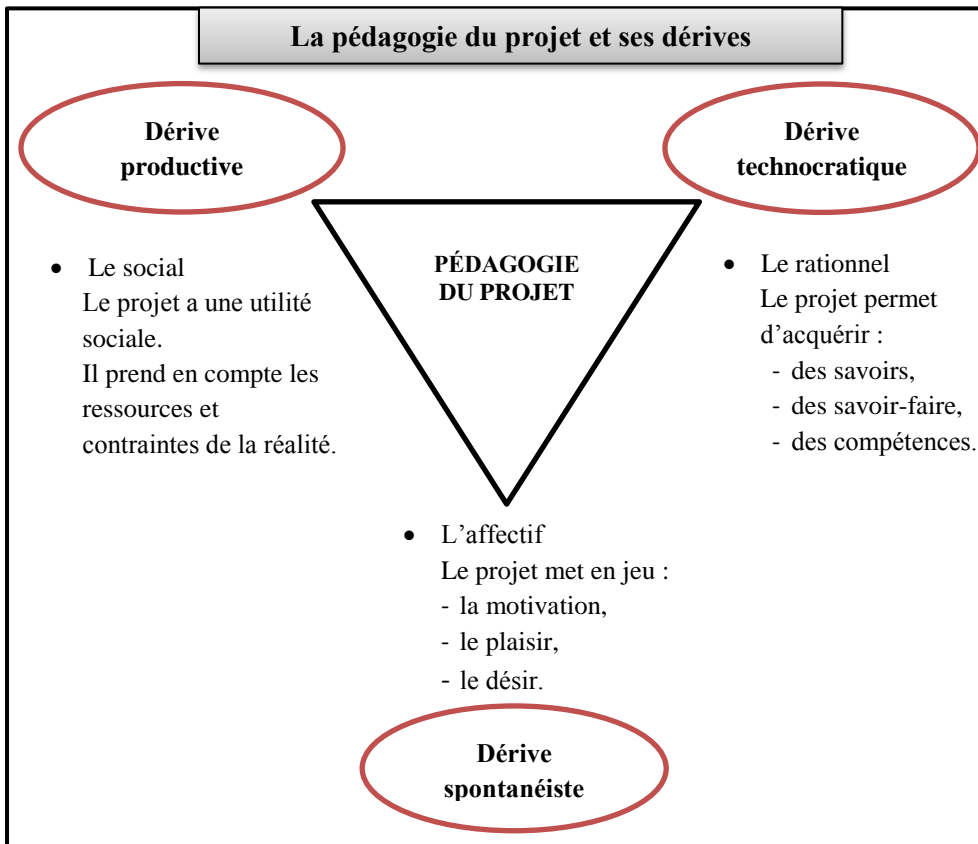 La pédagogie du projet et ses dérives
Dérive
productive
Dérive
technocratique
PÉDAGOGIE
DU PROJET
• Le social
Le projet a une utilité
sociale.
Il prend en compte les
ressources et
contraintes de la réalité.
• Le rationnel
Le projet permet
d’acquérir :
- des savoirs,
- des savoir-faire,
- des compétences.
• L’affectif
Le projet met en jeu :
- la motivation,
- le plaisir,
- le désir.
Dérive
spontanéiste